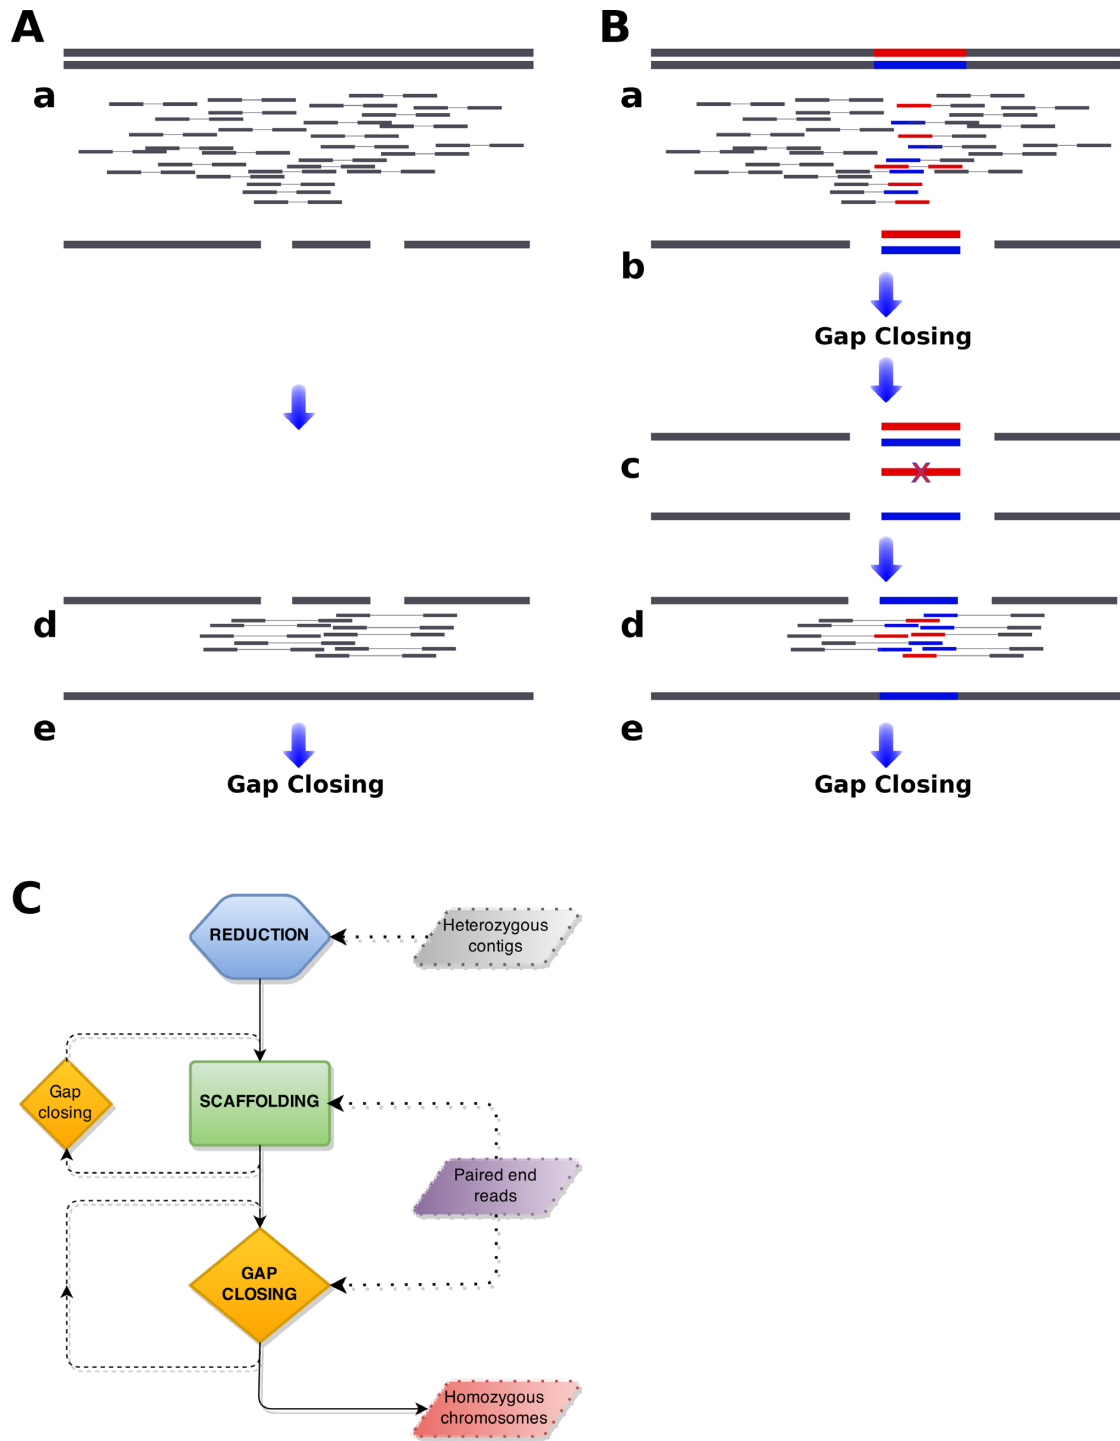 A
a
d
e
Gap Closing
B
a
b
Gap Closing
c
X
d
e
Gap Closing
C
REDUCTION
Heterozygous
contigs
Gap
closing
SCAFFOLDING
Paired end
reads
GAP
CLOSING
Homozygous
chromosomes